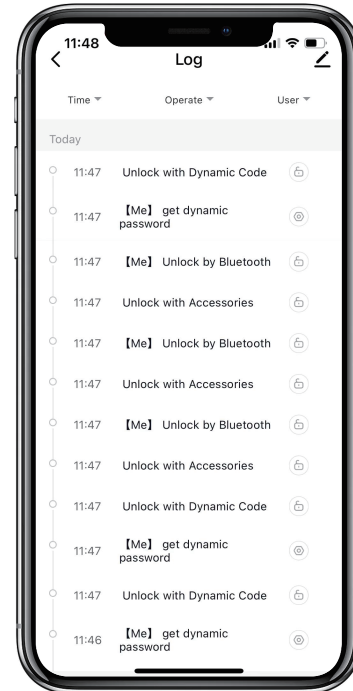 11:48
Log
Time Operate User
Today
11:47 Unlock with Dynamic Code
11:47 【Me】 get dynamic
password
11:47 【Me】 Unlock by Bluetooth
11:47 Unlock with Accessories
11:47 【Me】 Unlock by Bluetooth
11:47 Unlock with Accessories
11:47 【Me】 Unlock by Bluetooth
11:47 Unlock with Accessories
11:47 Unlock with Dynamic Code
11:47 【Me】 get dynamic
password
11:47 Unlock with Dynamic Code
11:46 【Me】 get dynamic
password